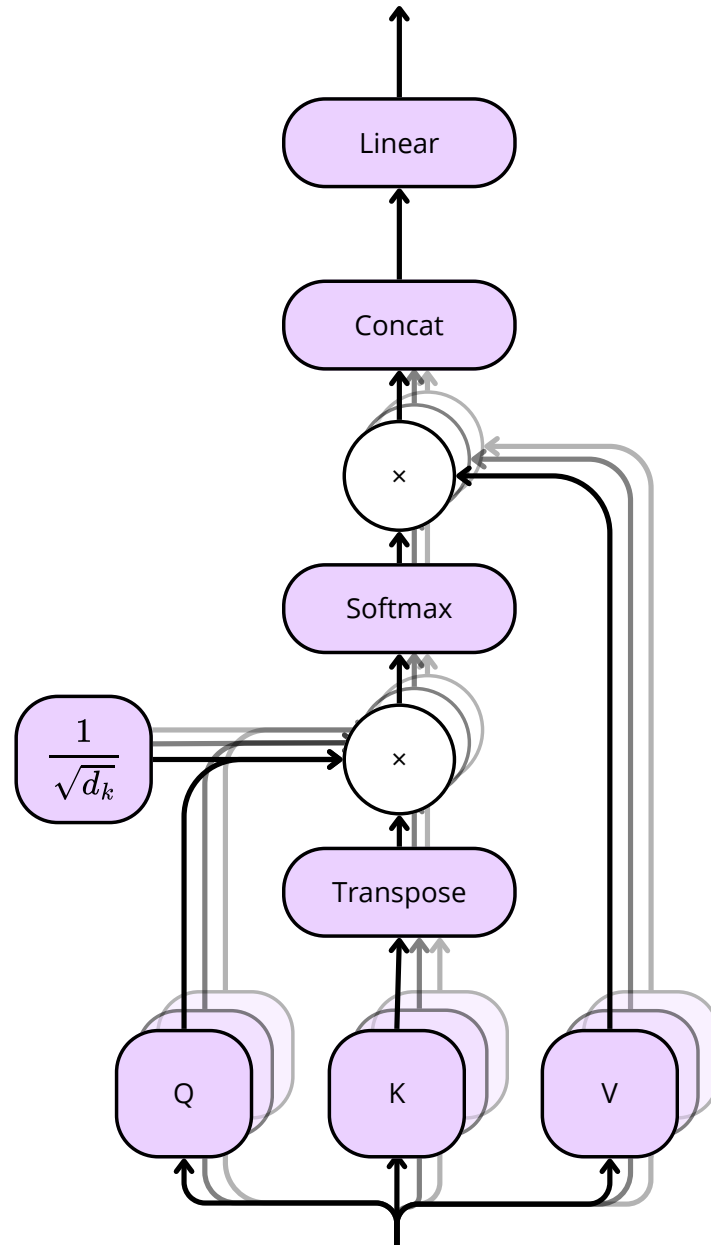 Linear
Concat
×
Softmax
1
√d_k
×
Transpose
Q
K
V